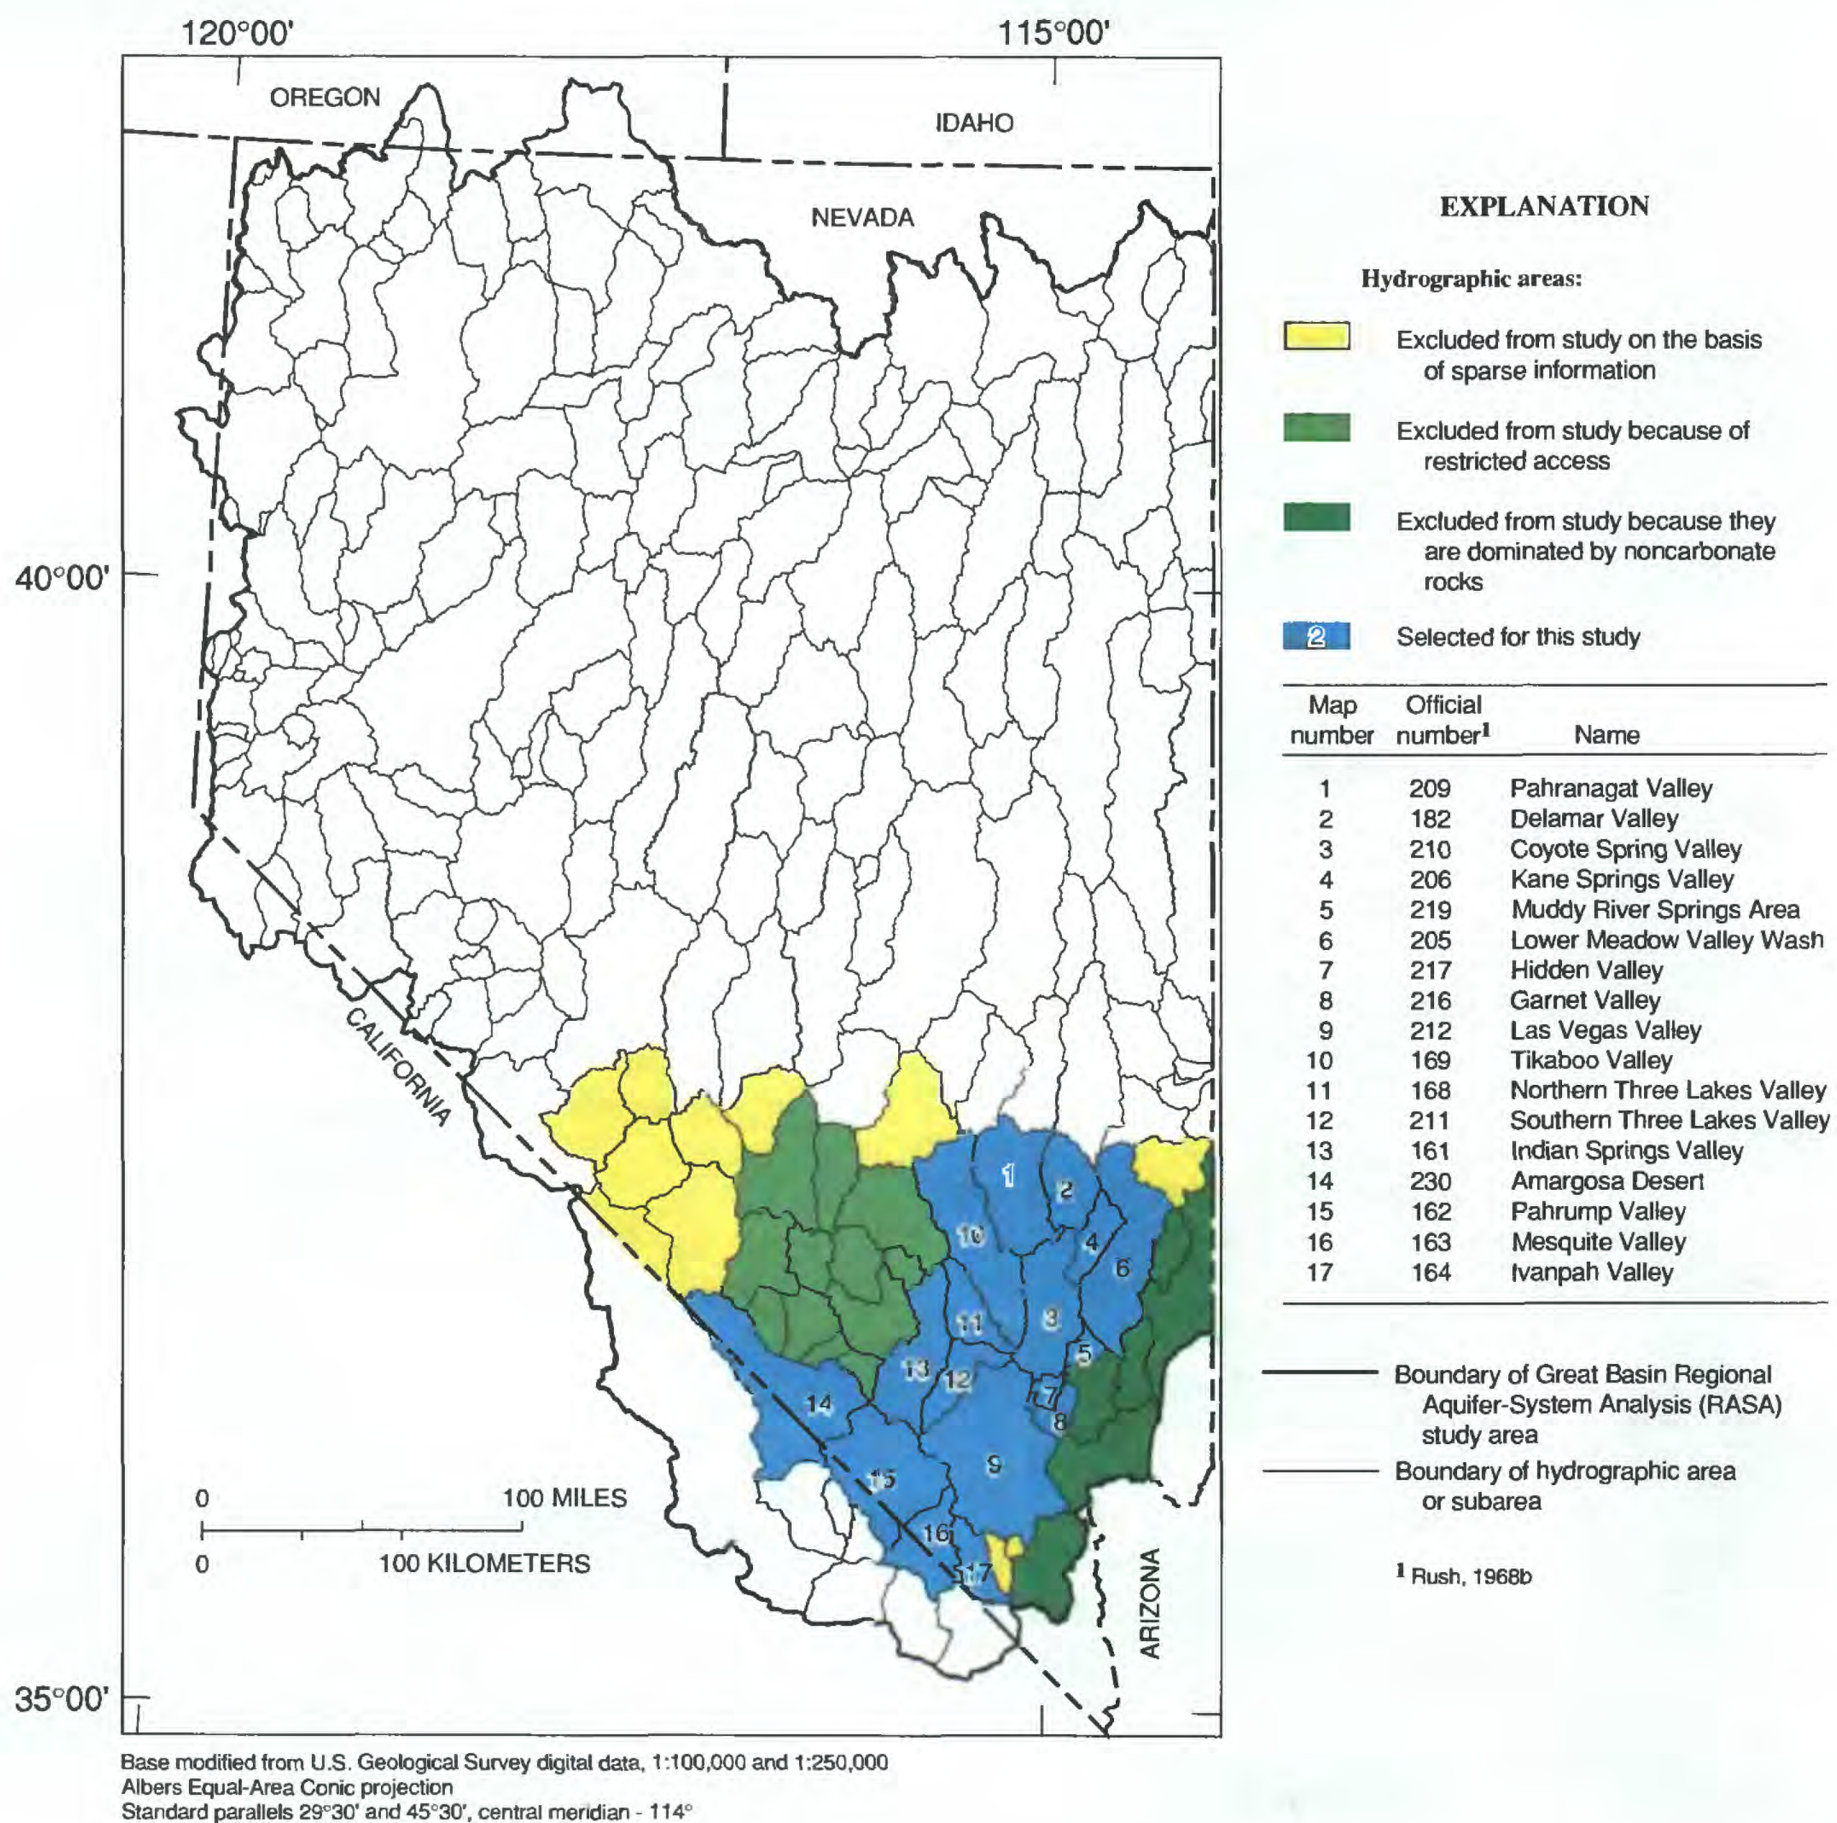 120°00'
115°00'
OREGON
IDAHO
NEVADA
40°00'
CALIFORNIA
1
2
10
4
6
11
3
5
13
12
7
14
8
9
15
16
17
0 100 MILES
0 100 KILOMETERS
ARIZONA
35°00'
Base modified from U.S. Geological Survey digital data, 1:100,000 and 1:250,000
Albers Equal-Area Conic projection
Standard parallels 29°30' and 45°30', central meridian - 114°
EXPLANATION
Hydrographic areas:
Excluded from study on the basis
of sparse information
Excluded from study because of
restricted access
Excluded from study because they
are dominated by noncarbonate
rocks
2 Selected for this study
Map Official
number number¹ Name
1 209 Pahranagat Valley
2 182 Delamar Valley
3 210 Coyote Spring Valley
4 206 Kane Springs Valley
5 219 Muddy River Springs Area
6 205 Lower Meadow Valley Wash
7 217 Hidden Valley
8 216 Garnet Valley
9 212 Las Vegas Valley
10 169 Tikaboo Valley
11 168 Northern Three Lakes Valley
12 211 Southern Three Lakes Valley
13 161 Indian Springs Valley
14 230 Amargosa Desert
15 162 Pahrump Valley
16 163 Mesquite Valley
17 164 Ivanpah Valley
Boundary of Great Basin Regional
Aquifer-System Analysis (RASA)
study area
Boundary of hydrographic area
or subarea
¹ Rush, 1968b